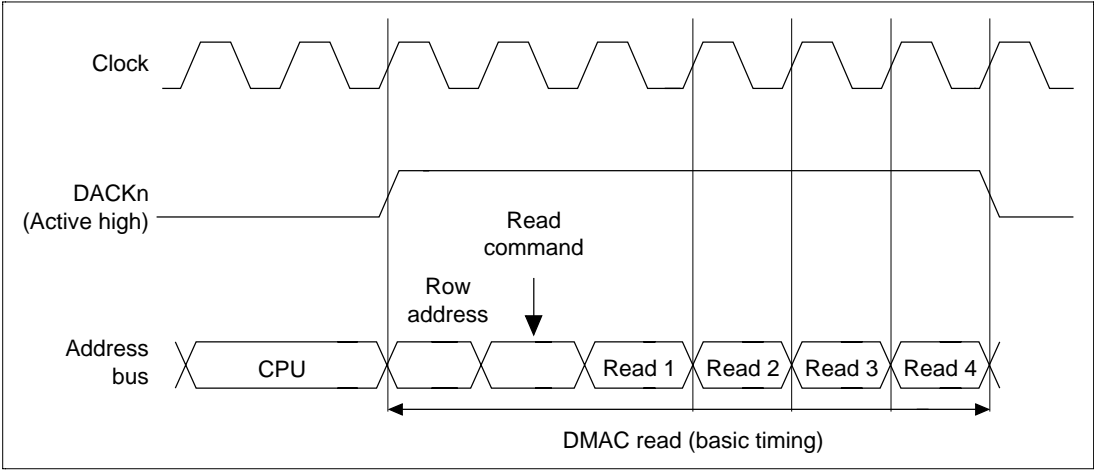 Clock
DACKn
(Active high)
Read
command
Row
address
Address
bus
CPU
Read 1
Read 2
Read 3
Read 4
DMAC read (basic timing)